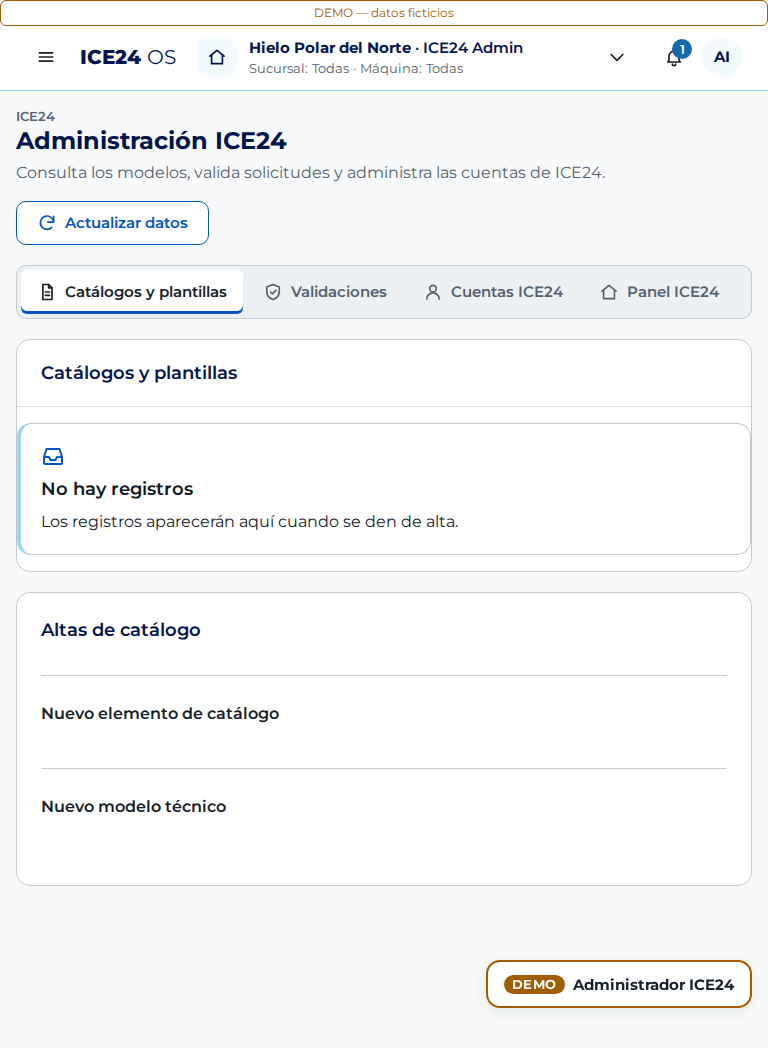 DEMO — datos ficticios
ICE24 OS
Hielo Polar del Norte · ICE24 Admin
Sucursal: Todas · Máquina: Todas
1
AI
ICE24
Administración ICE24
Consulta los modelos, valida solicitudes y administra las cuentas de ICE24.
Actualizar datos
Catálogos y plantillas
Validaciones
Cuentas ICE24
Panel ICE24
Catálogos y plantillas
No hay registros
Los registros aparecerán aquí cuando se den de alta.
Altas de catálogo
Nuevo elemento de catálogo
Nuevo modelo técnico
DEMO Administrador ICE24